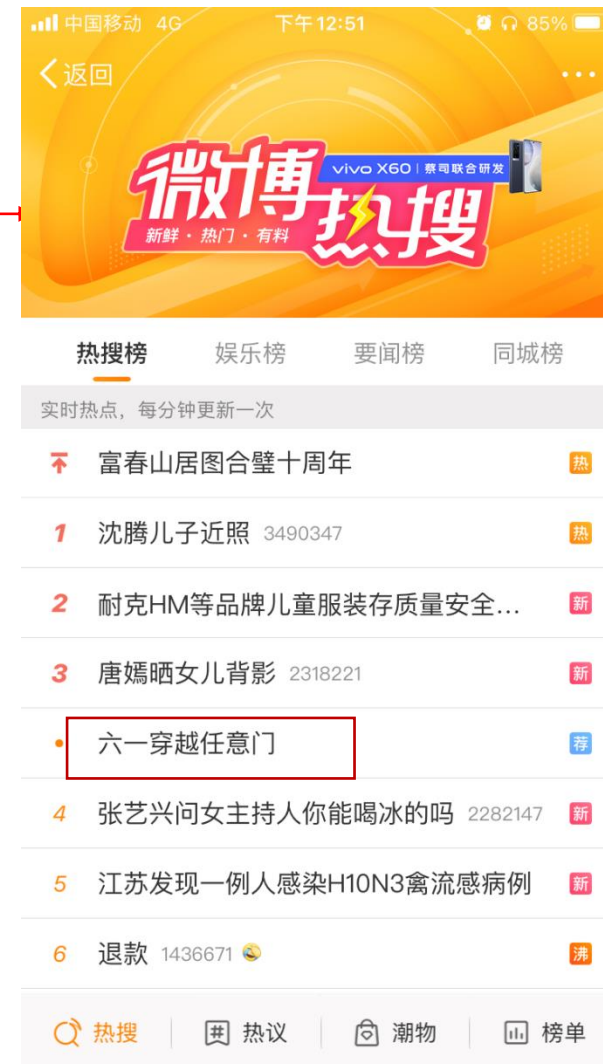 中国移动 4G 下午12:51 85%
返回
微博热搜
vivo X60 | 蔡司联合研发
新鲜·热门·有料
热搜榜 娱乐榜 要闻榜 同城榜
实时热点，每分钟更新一次
富春山居图合璧十周年 热
1 沈腾儿子近照 3490347 热
2 耐克HM等品牌儿童服装存质量安全... 新
3 唐嫣晒女儿背影 2318221 新
六一穿越任意门 荐
4 张艺兴问女主持人你能喝冰的吗 2282147 新
5 江苏发现一例人感染H10N3禽流感病例 新
6 退款 1436671 沸
热搜 热议 潮物 榜单